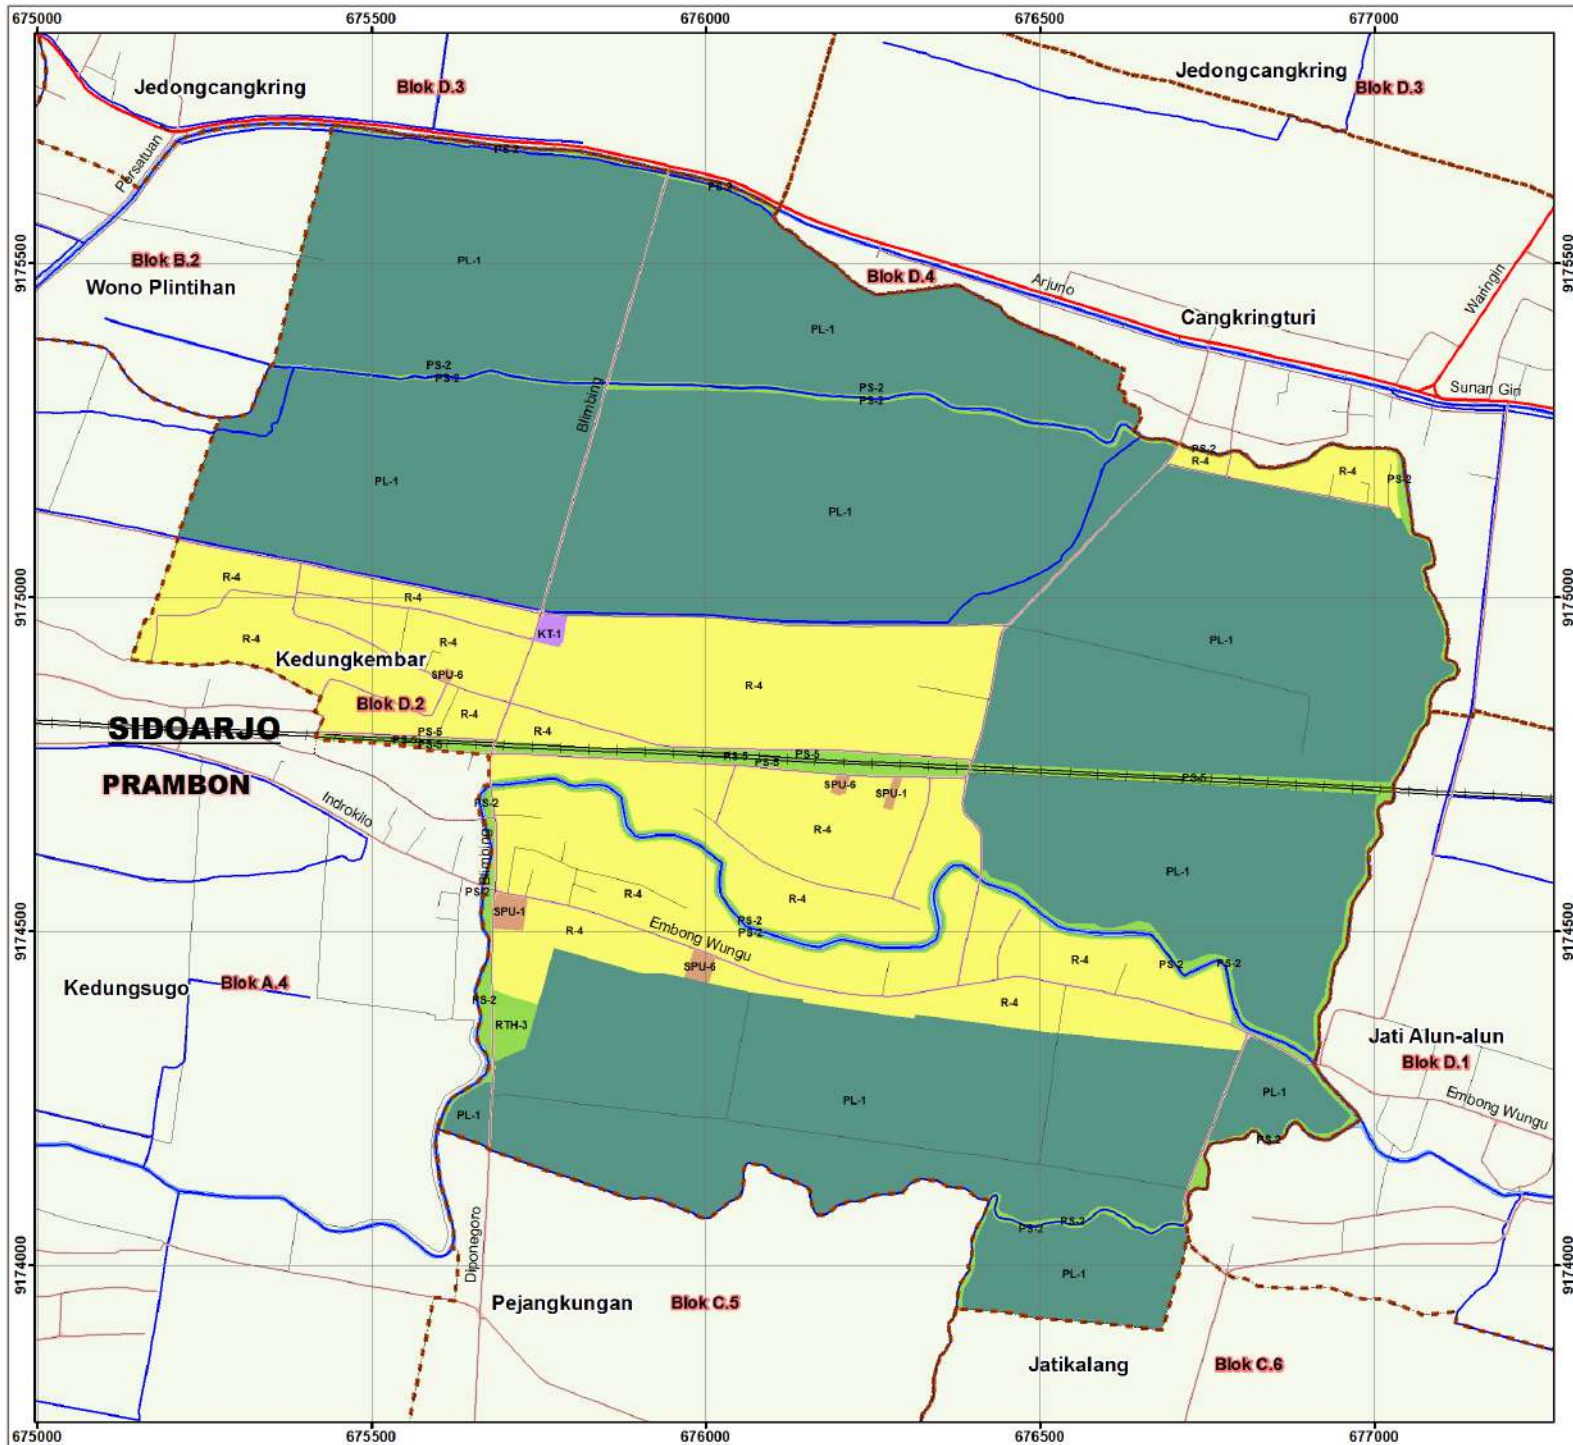 675000
675500
676000
676500
677000
Jedongcangkring
Blok D.3
Jedongcangkring
Blok D.3
PS-2
Persatuan
PS-2
9175500
9175500
Blok B.2
PL-1
Blok D.4
Arjuno
Waringin
Wono Plintihan
Cangkringturi
PL-1
PS-2
PS-2
PS-2
PS-2
Sunan Giri
Blimbing
PS-2
R-4
R-4
PS-2
PL-1
PL-1
R-4
9175000
R-4
9175000
KT-1
R-4
R-4
PL-1
Kedungkembar
SPU-6
R-4
Blok D.2
R-4
SIDOARJO
R-4
PS-5
PS-5
PS-5
PS-5
PS-5
PS-5
PRAMBON
SPU-6
SPU-1
PS-2
Indrokilo
R-4
Blimbing
PL-1
PS-2
R-4
R-4
SPU-1
PS-2
PS-2
Embong Wungu
R-4
9174500
9174500
R-4
SPU-6
PS-2
PS-2
Kedungsugo
Blok A.4
PS-2
R-4
RTH-3
Jati Alun-alun
Blok D.1
PL-1
PL-1
Embong Wungu
PL-1
PS-2
PS-2
PS-2
Diponegoro
9174000
PL-1
9174000
Pejangkungan
Blok C.5
Jatikalang
Blok C.6
675000
675500
676000
676500
677000